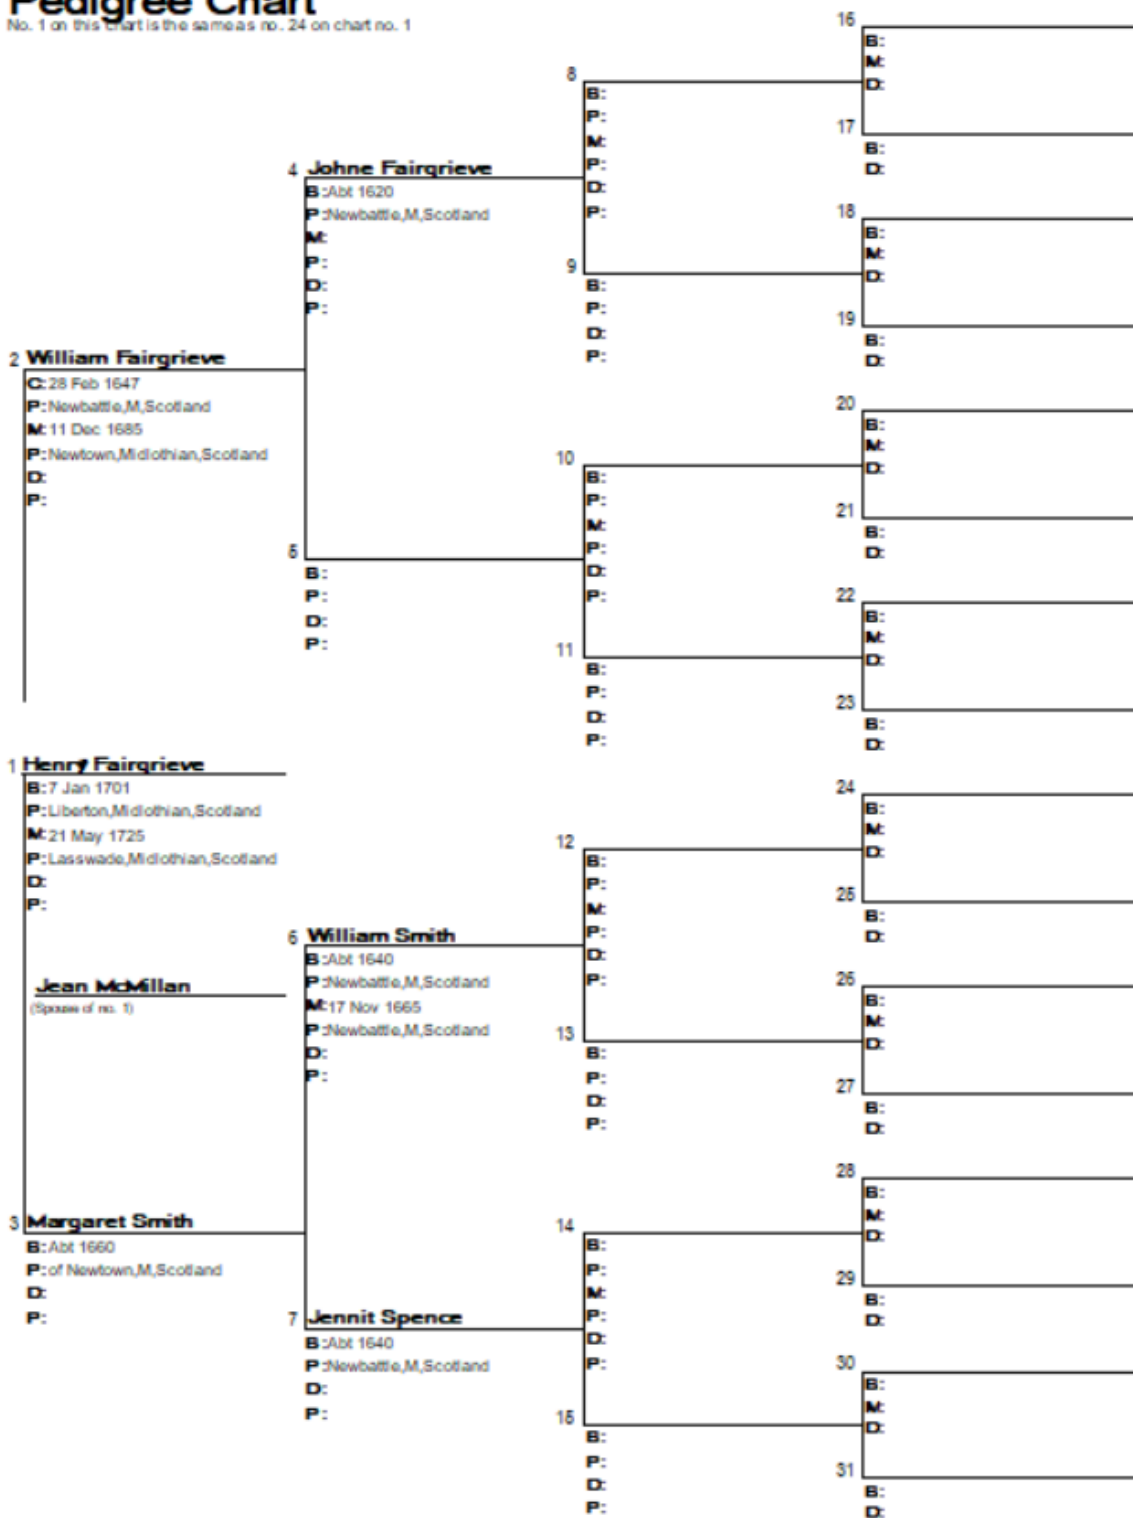 Pedigree Chart
No. 1 on this chart is the same as no. 24 on chart no. 1
2 William Fairgrieve
C: 28 Feb 1647
P: Newbattle,M,Scotland
M: 11 Dec 1685
P: Newtown,Midlothian,Scotland
D:
P:
1 Henry Fairgrieve
B: 7 Jan 1701
P: Liberton,Midlothian,Scotland
M: 21 May 1725
P: Lasswade,Midlothian,Scotland
D:
P:
Jean McMillan
(Spouse of no. 1)
3 Margaret Smith
B: Abt 1660
P: of Newtown,M,Scotland
D:
P:
4 Johne Fairgrieve
B: Abt 1620
P: Newbattle,M,Scotland
M:
P:
D:
P:
5
B:
P:
D:
P:
6 William Smith
B: Abt 1640
P: Newbattle,M,Scotland
M: 17 Nov 1665
P: Newbattle,M,Scotland
D:
P:
7 Jennit Spence
B: Abt 1640
P: Newbattle,M,Scotland
D:
P:
8
B:
P:
M:
P:
D:
P:
9
B:
P:
D:
P:
10
B:
P:
M:
P:
D:
P:
11
B:
P:
D:
P:
12
B:
P:
M:
P:
D:
P:
13
B:
P:
D:
P:
14
B:
P:
M:
P:
D:
P:
15
B:
P:
D:
P:
16
B:
M:
D:
17
B:
D:
18
B:
M:
D:
19
B:
D:
20
B:
M:
D:
21
B:
D:
22
B:
M:
D:
23
B:
D:
24
B:
M:
D:
25
B:
D:
26
B:
M:
D:
27
B:
D:
28
B:
M:
D:
29
B:
D:
30
B:
M:
D:
31
B:
D: